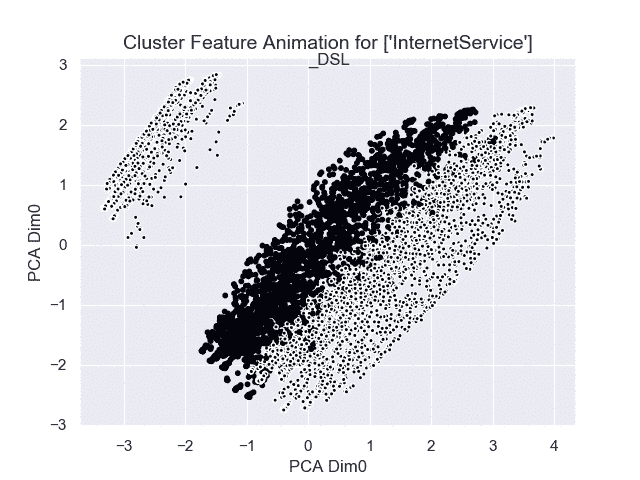 Cluster Feature Animation for ['InternetService']
_DSL
3
2
1
0
−1
−2
−3
PCA Dim0
−3 −2 −1 0 1 2 3 4
PCA Dim0